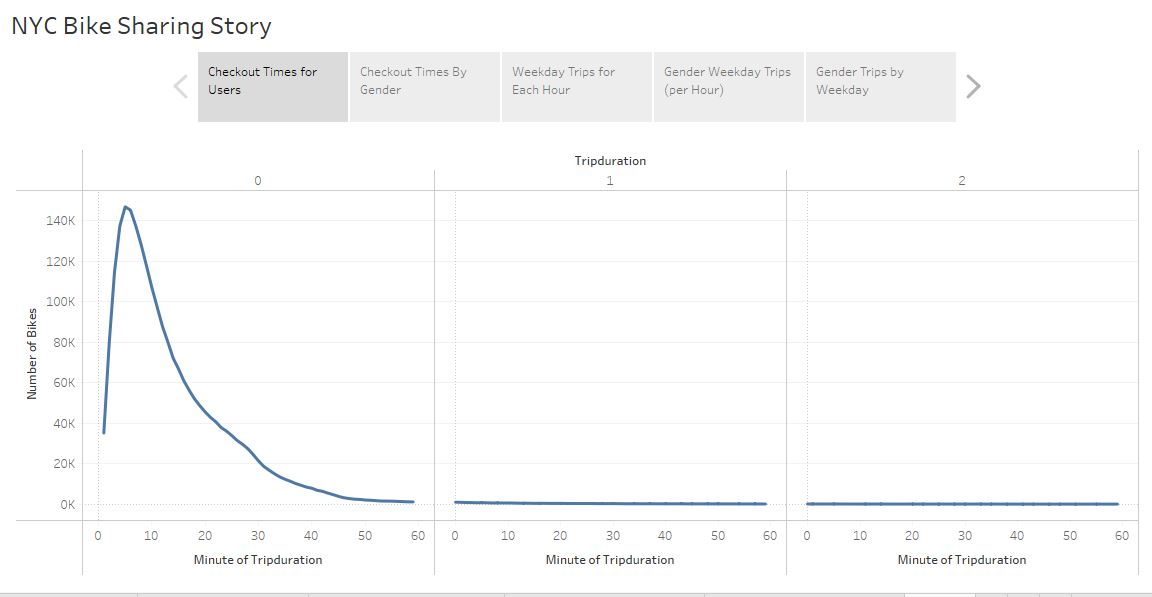 NYC Bike Sharing Story
Checkout Times for
Users
Checkout Times By
Gender
Weekday Trips for
Each Hour
Gender Weekday Trips
(per Hour)
Gender Trips by
Weekday
Tripduration
0 1 2
Number of Bikes
140K
120K
100K
80K
60K
40K
20K
0K
0 10 20 30 40 50 60
0 10 20 30 40 50 60
0 10 20 30 40 50 60
Minute of Tripduration
Minute of Tripduration
Minute of Tripduration